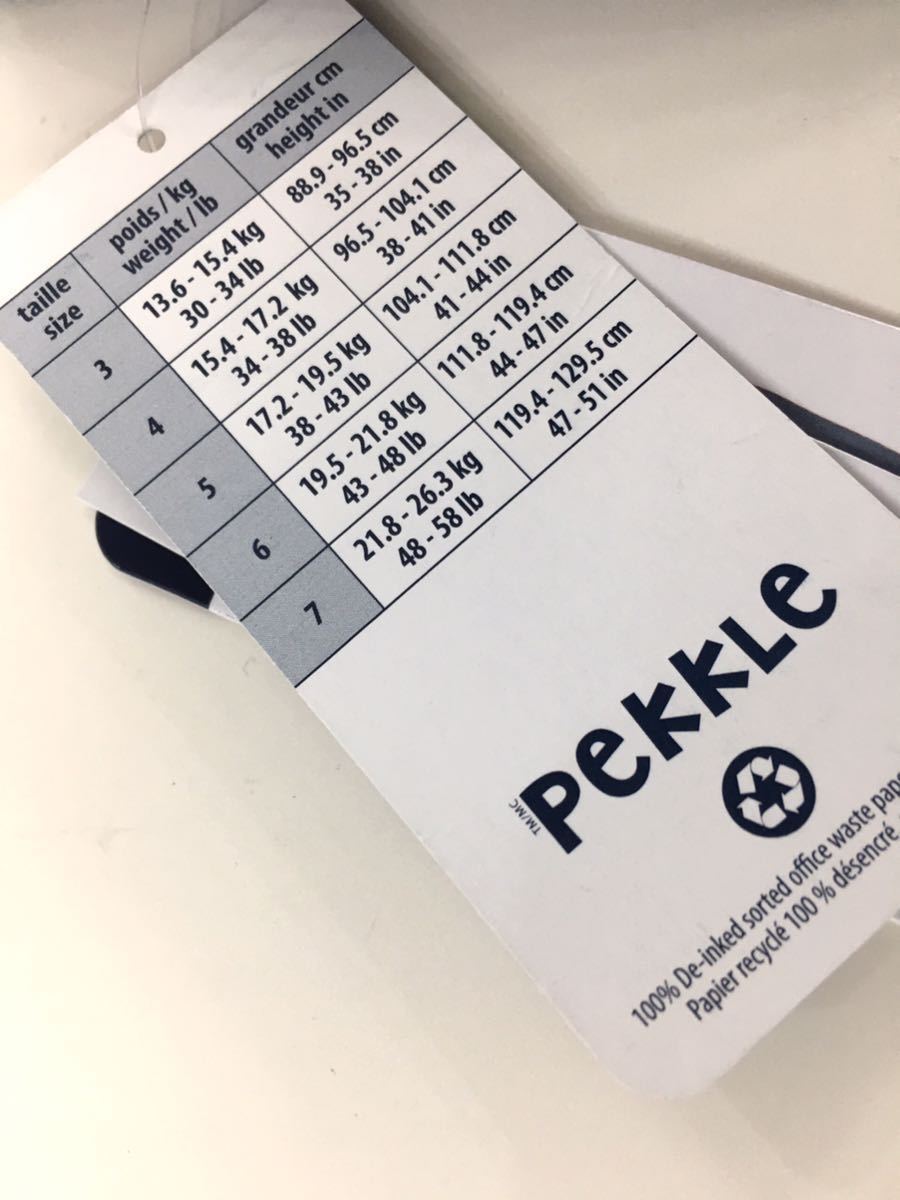 taille
size
poids / kg
weight / lb
grandeur cm
height in
3
13.6 - 15.4 kg
30 - 34 lb
88.9 - 96.5 cm
35 - 38 in
4
15.4 - 17.2 kg
34 - 38 lb
96.5 - 104.1 cm
38 - 41 in
5
17.2 - 19.5 kg
38 - 43 lb
104.1 - 111.8 cm
41 - 44 in
6
19.5 - 21.8 kg
43 - 48 lb
111.8 - 119.4 cm
44 - 47 in
7
21.8 - 26.3 kg
48 - 58 lb
119.4 - 129.5 cm
47 - 51 in
PeKKLe
TM/MC
100% De-inked sorted office waste
Papier recyclé 100 % désencré